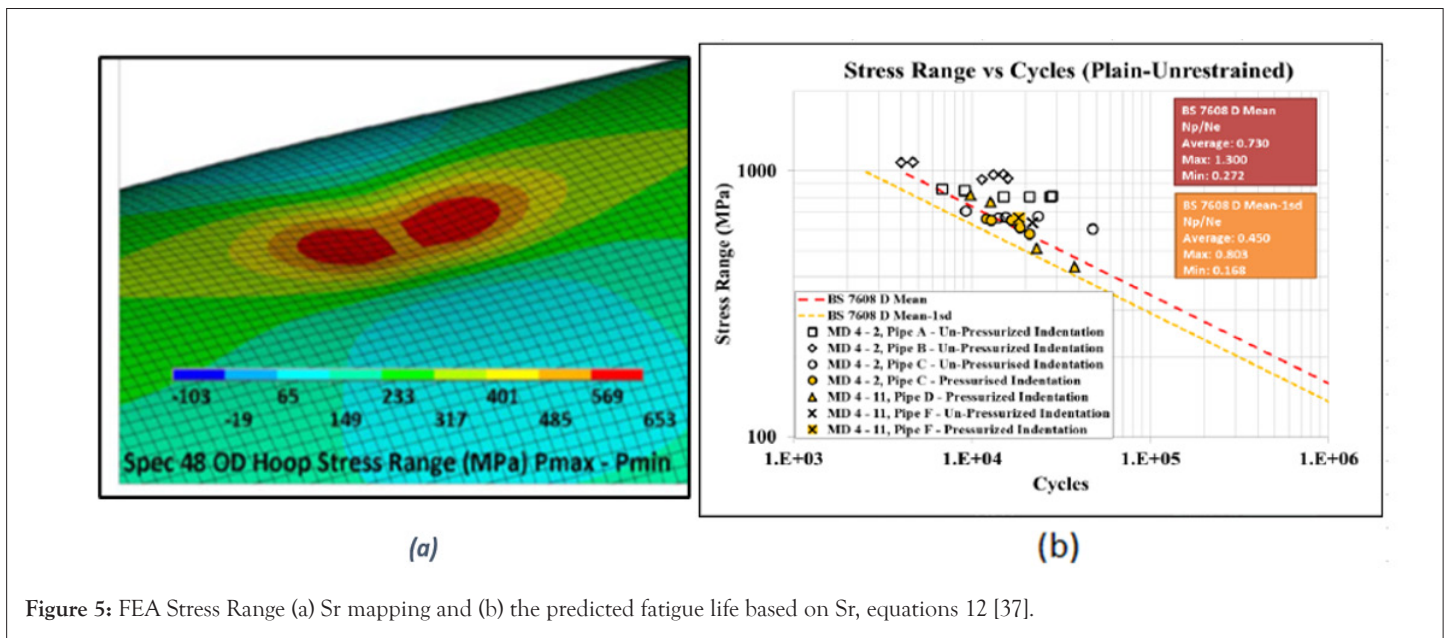 -103 65 233 401 569
-19 149 317 485 653
Spec 48 OD Hoop Stress Range (MPa) Pmax - Pmin
(a)
Stress Range vs Cycles (Plain-Unrestrained)
BS 7608 D Mean
Np/Ne
Average: 0.730
Max: 1.300
Min: 0.272
BS 7608 D Mean-1sd
Np/Ne
Average: 0.450
Max: 0.803
Min: 0.168
Stress Range (MPa)
1000
100
BS 7608 D Mean
BS 7608 D Mean-1sd
MD 4 - 2, Pipe A - Un-Pressurized Indentation
MD 4 - 2, Pipe B - Un-Pressurized Indentation
MD 4 - 2, Pipe C - Un-Pressurized Indentation
MD 4 - 2, Pipe C - Pressurised Indentation
MD 4 - 11, Pipe D - Pressurized Indentation
MD 4 - 11, Pipe F - Un-Pressurized Indentation
MD 4 - 11, Pipe F - Pressurized Indentation
1.E+03 1.E+04 1.E+05 1.E+06
Cycles
(b)
Figure 5: FEA Stress Range (a) Sr mapping and (b) the predicted fatigue life based on Sr, equations 12 [37].